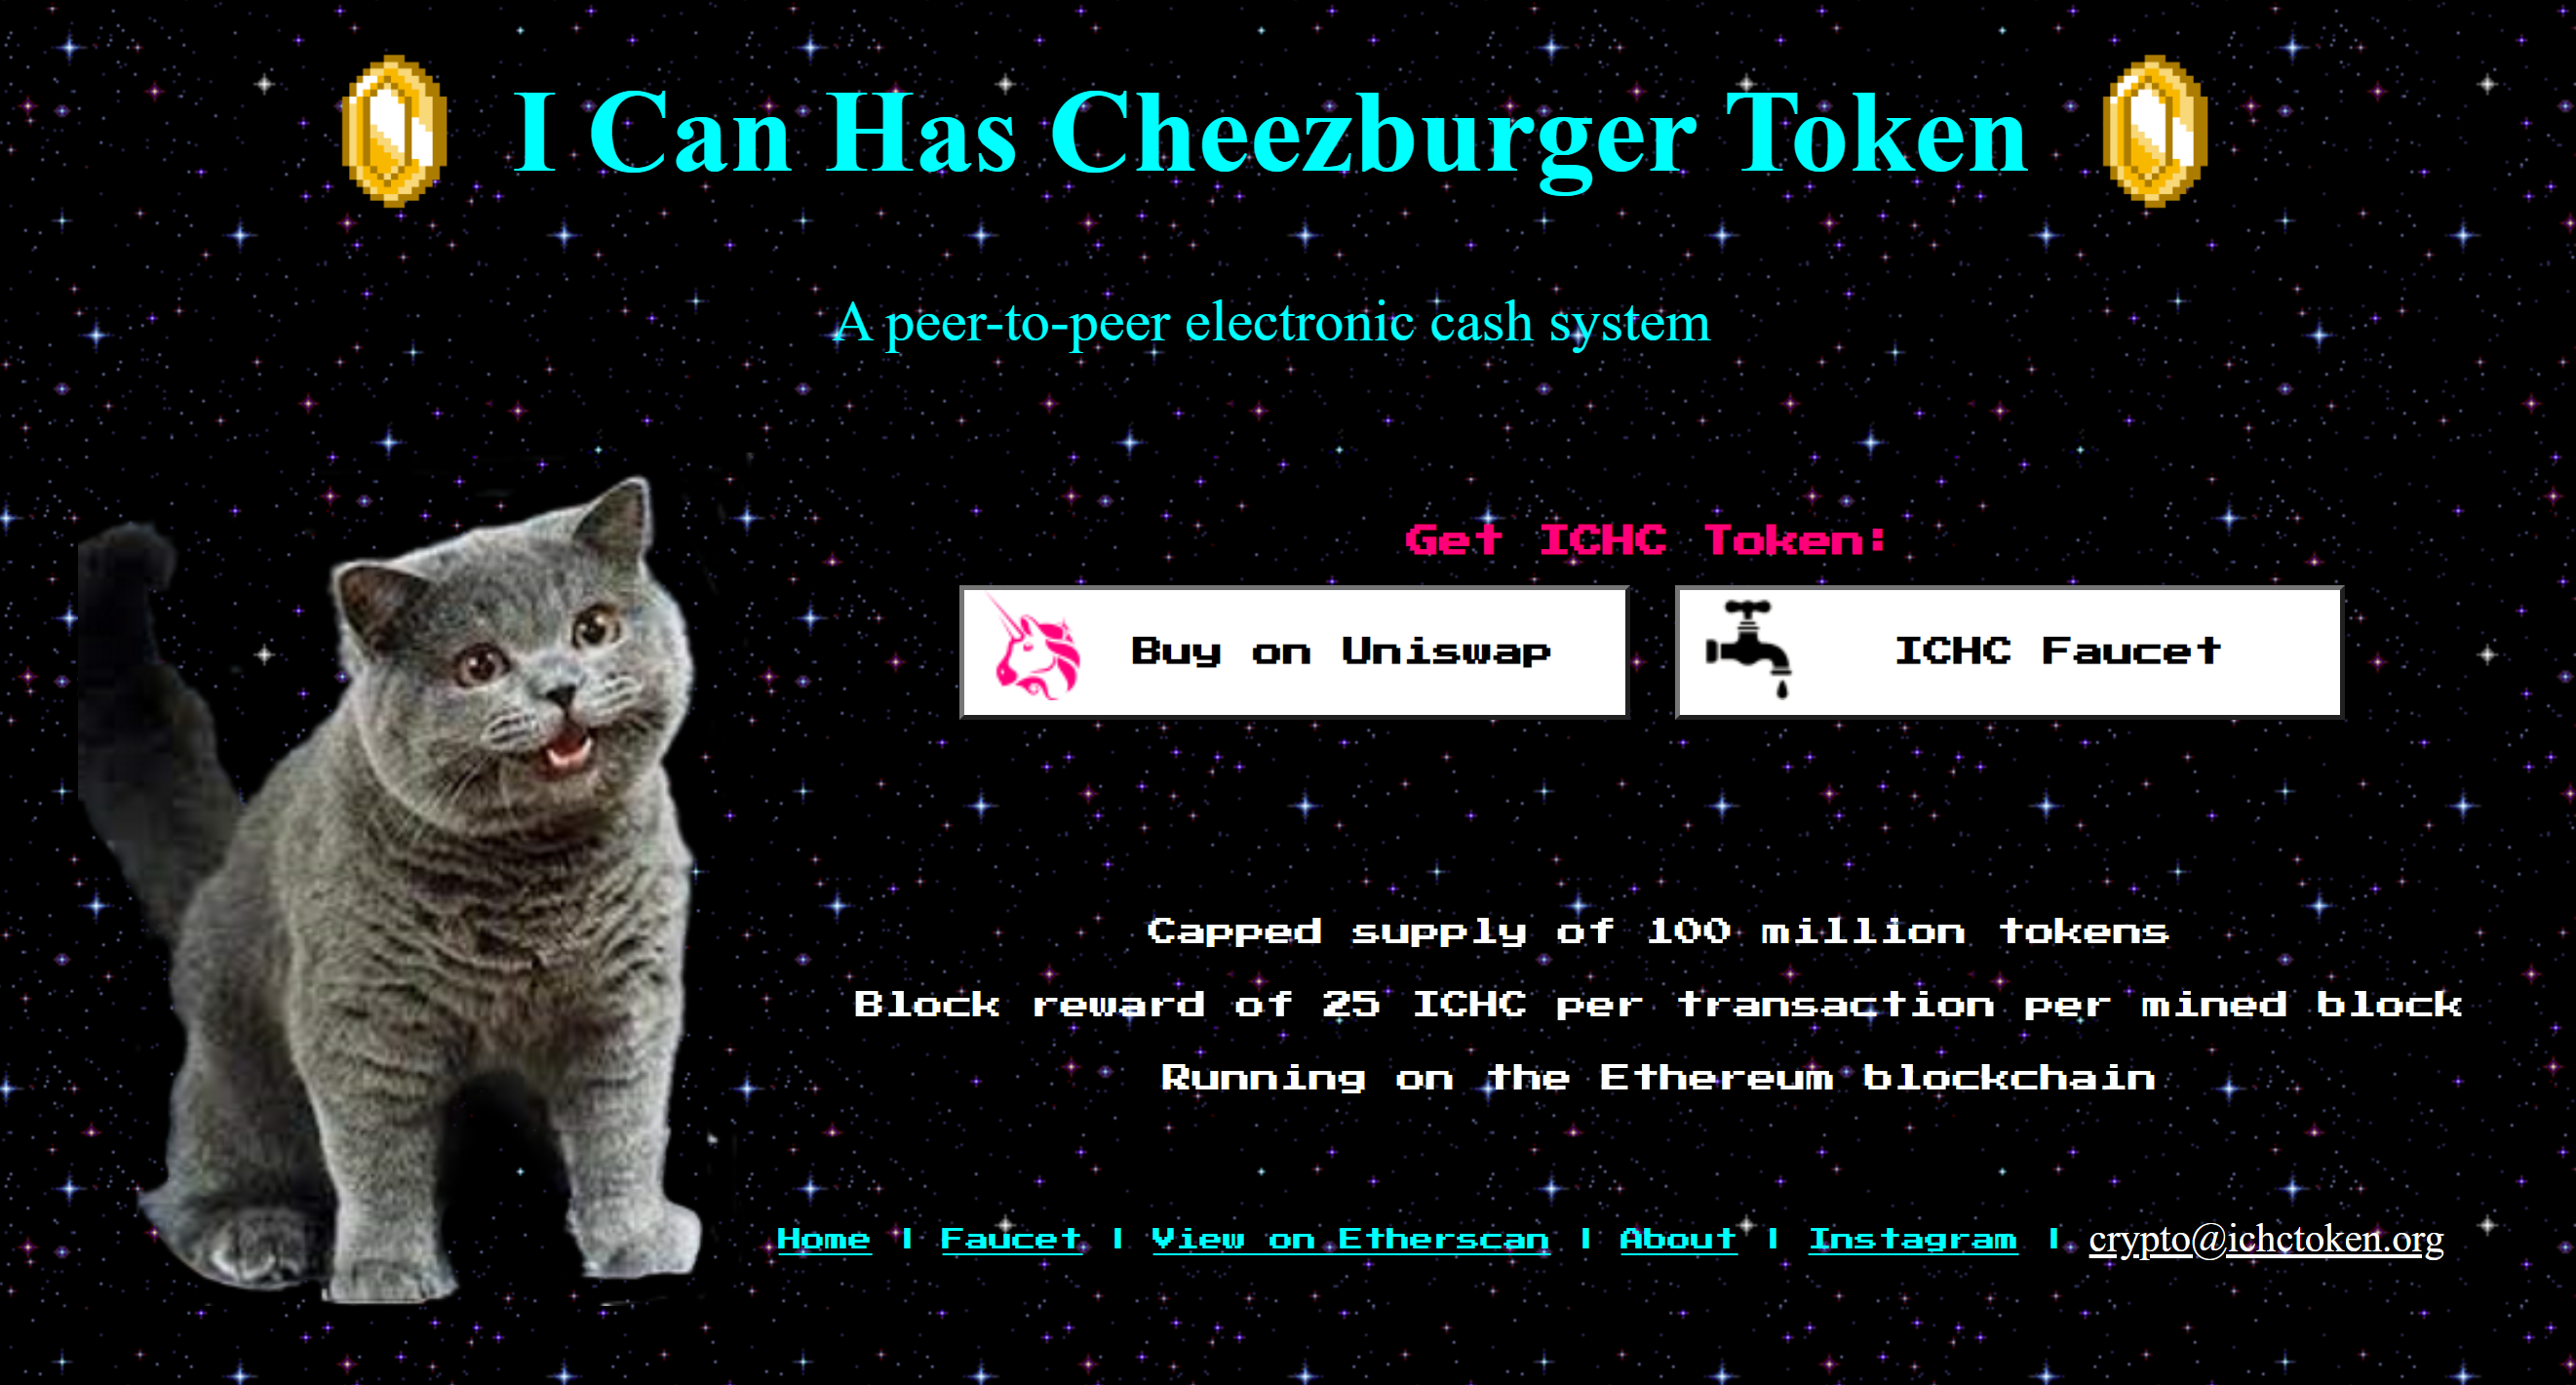 I Can Has Cheezburger Token
A peer-to-peer electronic cash system
Get ICHC Token:
Buy on Uniswap
ICHC Faucet
Capped supply of 100 million tokens
Block reward of 25 ICHC per transaction per mined block
Running on the Ethereum blockchain
Home | Faucet | View on Etherscan | About | Instagram | crypto@ichctoken.org